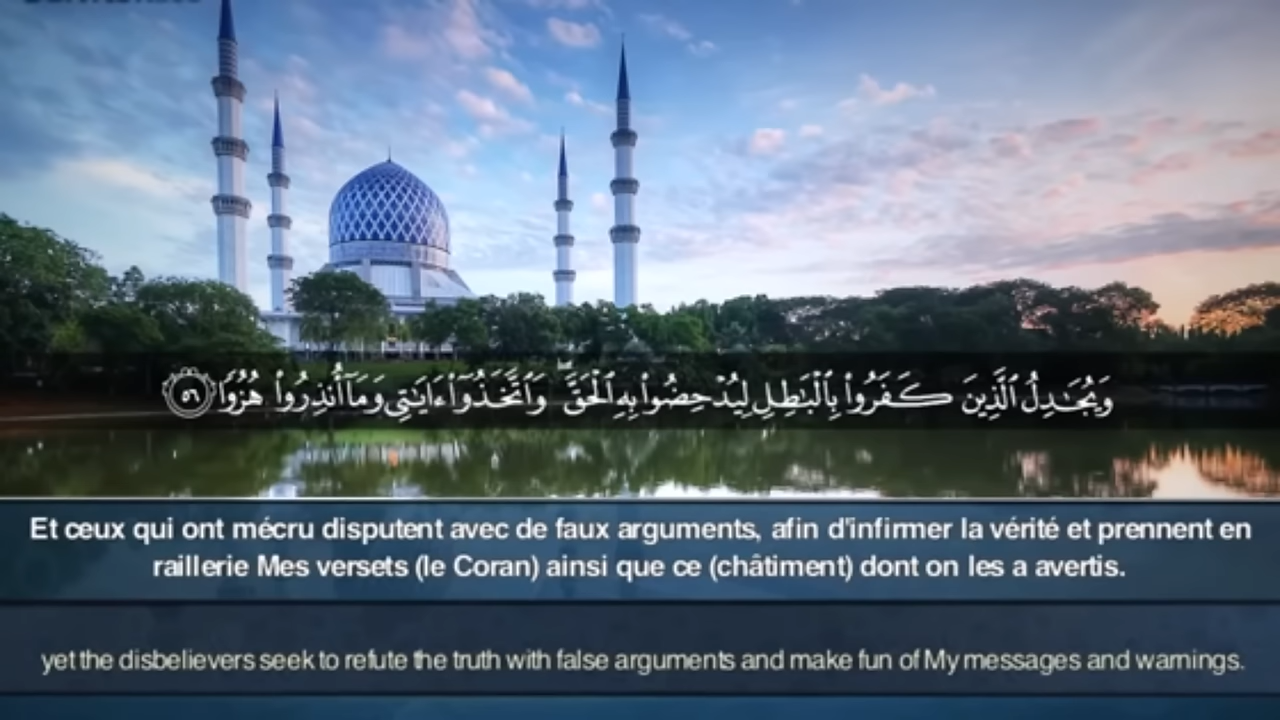 وَيُجَـٰدِلُ ٱلَّذِينَ كَفَرُوا۟ بِٱلْبَـٰطِلِ لِيُدْحِضُوا۟ بِهِ ٱلْحَقَّ ۖ وَٱتَّخَذُوٓا۟ ءَايَـٰتِى وَمَآ أُنذِرُوا۟ هُزُوًا ۝٥٦
Et ceux qui ont mécru disputent avec de faux arguments, afin d'infirmer la vérité et prennent en
raillerie Mes versets (le Coran) ainsi que ce (châtiment) dont on les a avertis.
yet the disbelievers seek to refute the truth with false arguments and make fun of My messages and warnings.